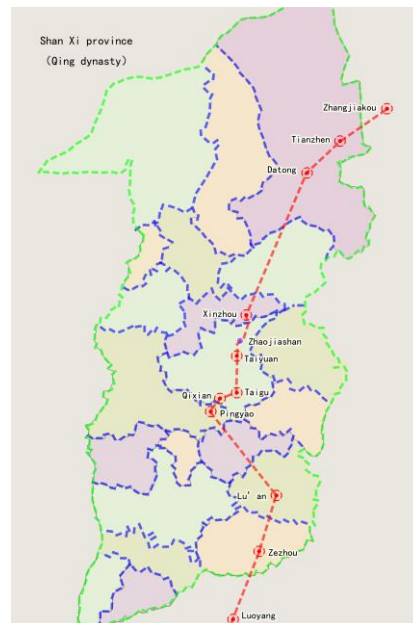 Shan Xi province
(Qing dynasty)
Zhangjiakou
Tianzhen
Datong
Xinzhou
Zhaojiashan
Taiyuan
Qixian
Taigu
Pingyao
Lu'an
Zezhou
Luoyang